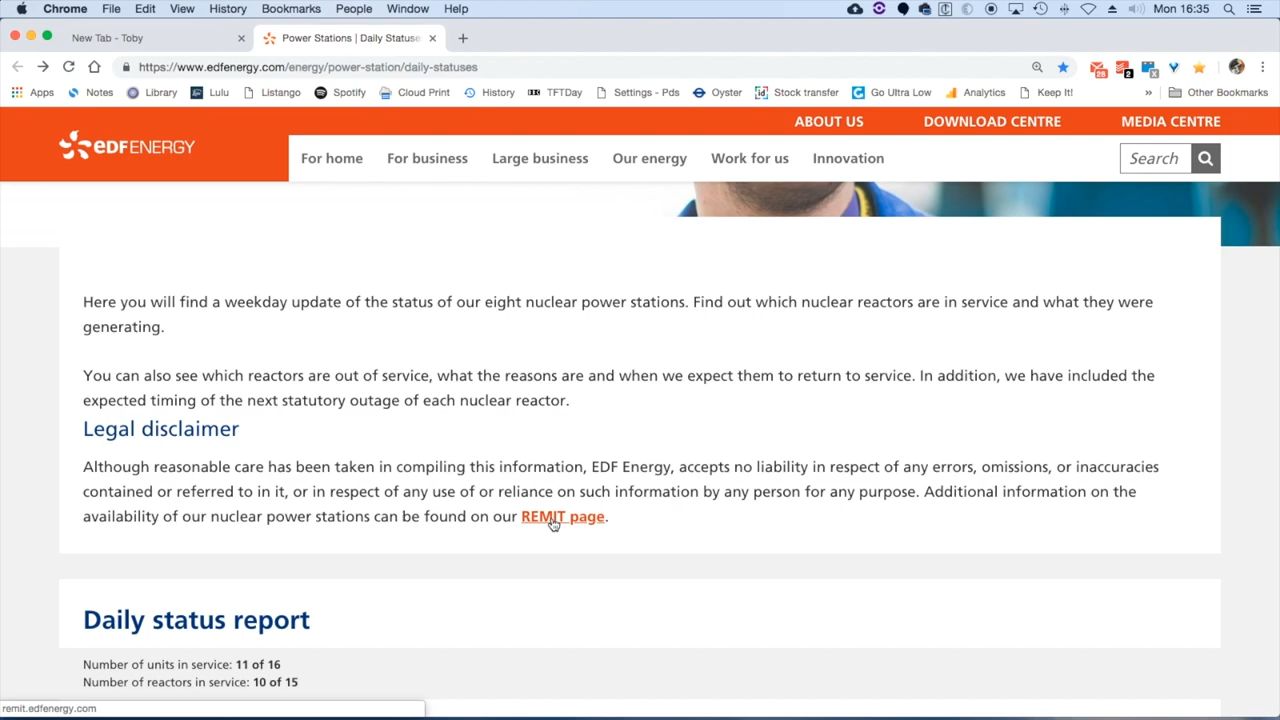 Chrome File Edit View History Bookmarks People Window Help Mon 16:35
New Tab - Toby Power Stations | Daily Statuse
https://www.edfenergy.com/energy/power-station/daily-statuses 28 2 X
Apps Notes Library Lulu Listango Spotify Cloud Print History TFTDay Settings - Pds Oyster Stock transfer Go Ultra Low Analytics Keep It! » Other Bookmarks
ABOUT US DOWNLOAD CENTRE MEDIA CENTRE
eDF ENERGY
For home For business Large business Our energy Work for us Innovation Search
Here you will find a weekday update of the status of our eight nuclear power stations. Find out which nuclear reactors are in service and what they were
generating.
You can also see which reactors are out of service, what the reasons are and when we expect them to return to service. In addition, we have included the
expected timing of the next statutory outage of each nuclear reactor.
Legal disclaimer
Although reasonable care has been taken in compiling this information, EDF Energy, accepts no liability in respect of any errors, omissions, or inaccuracies
contained or referred to in it, or in respect of any use of or reliance on such information by any person for any purpose. Additional information on the
availability of our nuclear power stations can be found on our REMIT page.
Daily status report
Number of units in service: 11 of 16
Number of reactors in service: 10 of 15
remit.edfenergy.com